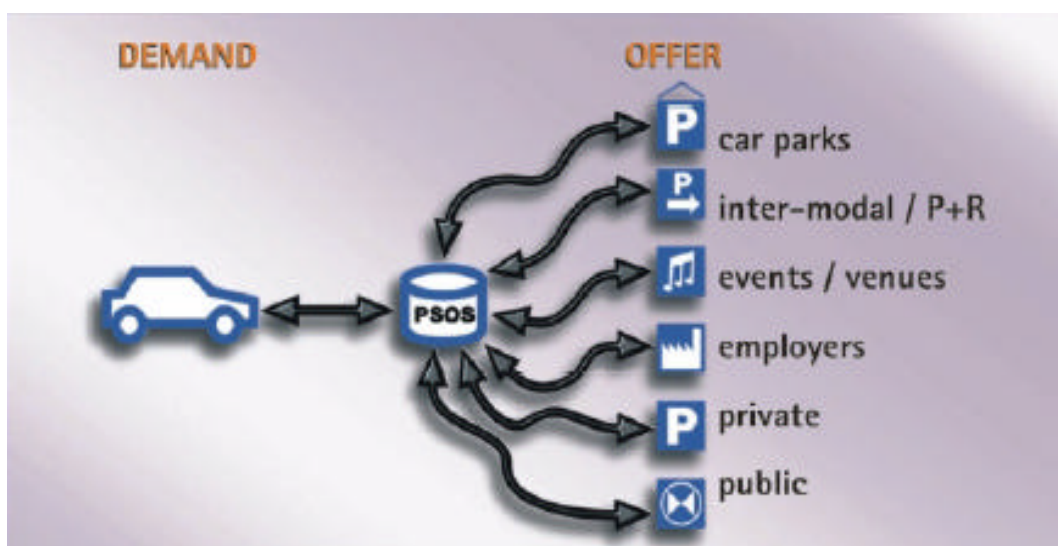 DEMAND
OFFER
P
car parks
P
inter-modal / P+R
events / venues
PSOS
employers
P
private
public